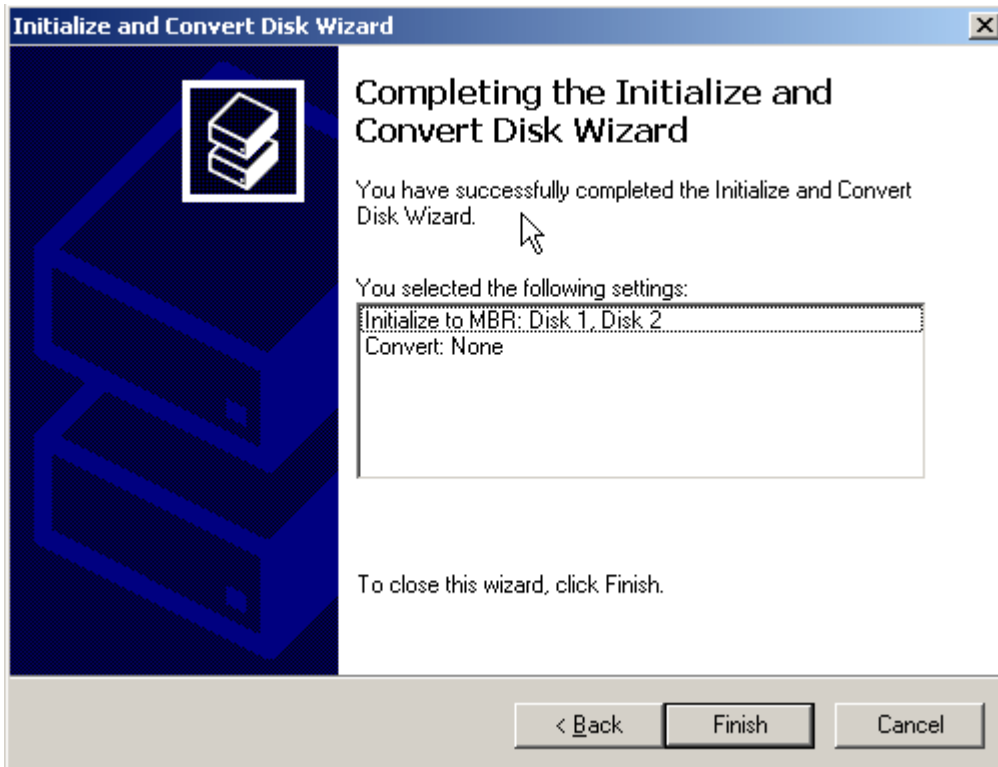 Initialize and Convert Disk Wizard
Completing the Initialize and
Convert Disk Wizard
You have successfully completed the Initialize and Convert
Disk Wizard.
You selected the following settings:
Initialize to MBR: Disk 1, Disk 2
Convert: None
To close this wizard, click Finish.
< Back Finish Cancel